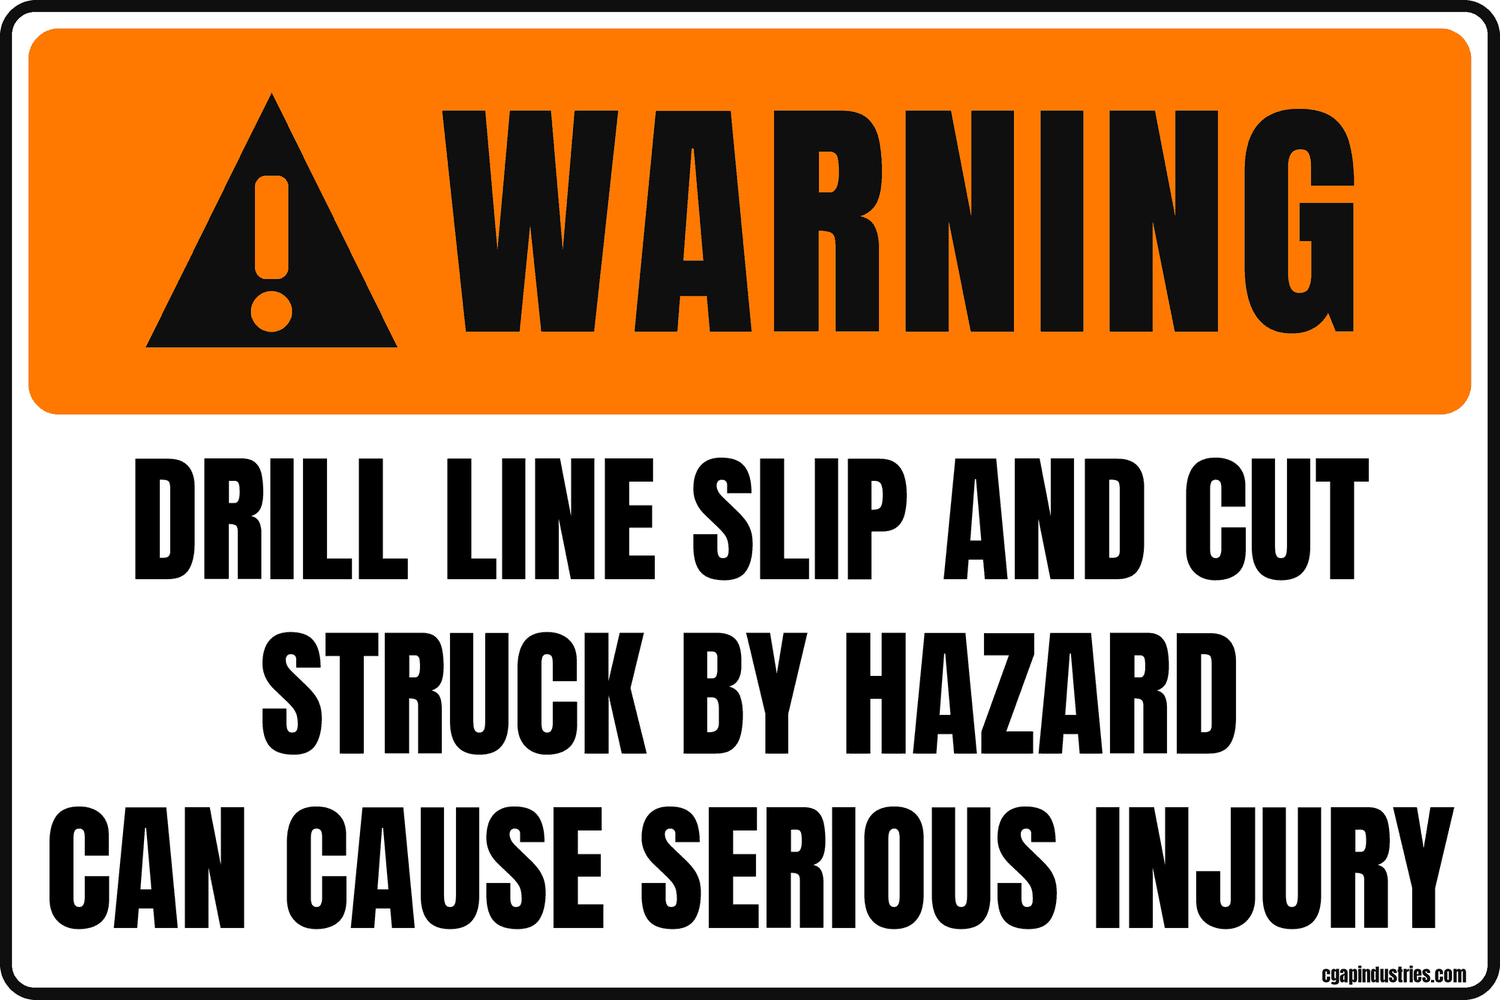 WARNING
DRILL LINE SLIP AND CUT
STRUCK BY HAZARD
CAN CAUSE SERIOUS INJURY
cgapindustries.com